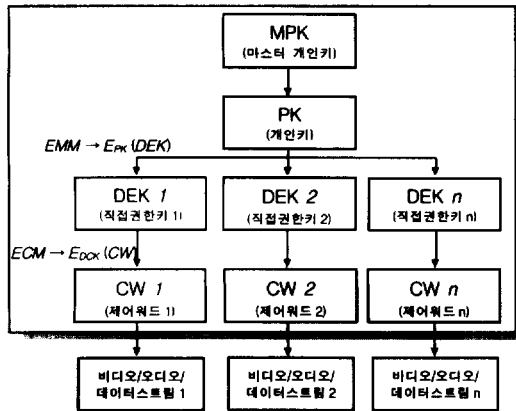 MPK
(마스터 개인키)
PK
(개인키)
EMM → E_PK (DEK)
DEK 1
(직접권한키 1)
DEK 2
(직접권한키 2)
DEK n
(직접권한키 n)
ECM → E_DCK (CW)
CW 1
(제어워드 1)
CW 2
(제어워드 2)
CW n
(제어워드 n)
비디오/오디오/
데이터스트림 1
비디오/오디오/
데이터스트림 2
비디오/오디오/
데이터스트림 n